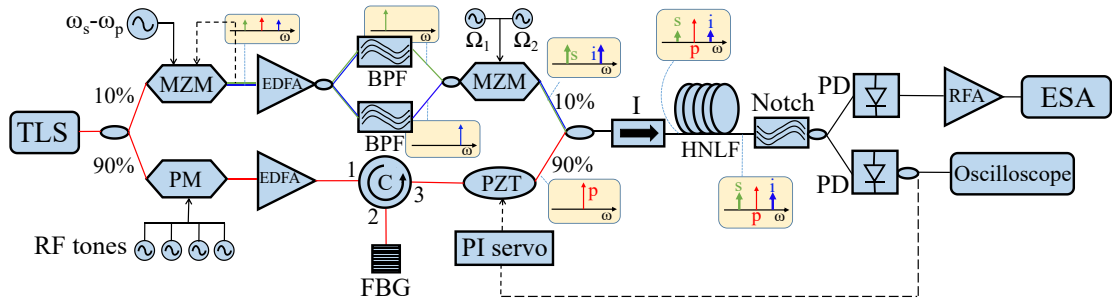 ωs-ωp
MZM
10%
TLS
90%
PM
RF tones
ω
EDFA
EDFA
ω
BPF
BPF
ω
1
C
3
2
FBG
Ω1
Ω2
MZM
s
i
ω
10%
90%
PZT
PI servo
p
ω
I
s
i
p
ω
HNLF
s
i
p
ω
Notch
PD
PD
RFA
ESA
Oscilloscope